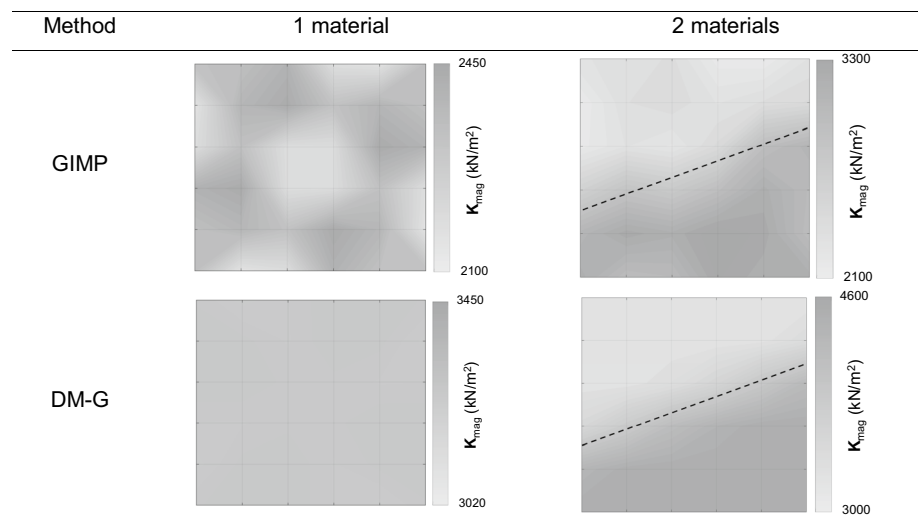 Method 1 material 2 materials
GIMP
2450
K_mag (kN/m²)
2100
3300
K_mag (kN/m²)
2100
DM-G
3450
K_mag (kN/m²)
3020
4600
K_mag (kN/m²)
3000